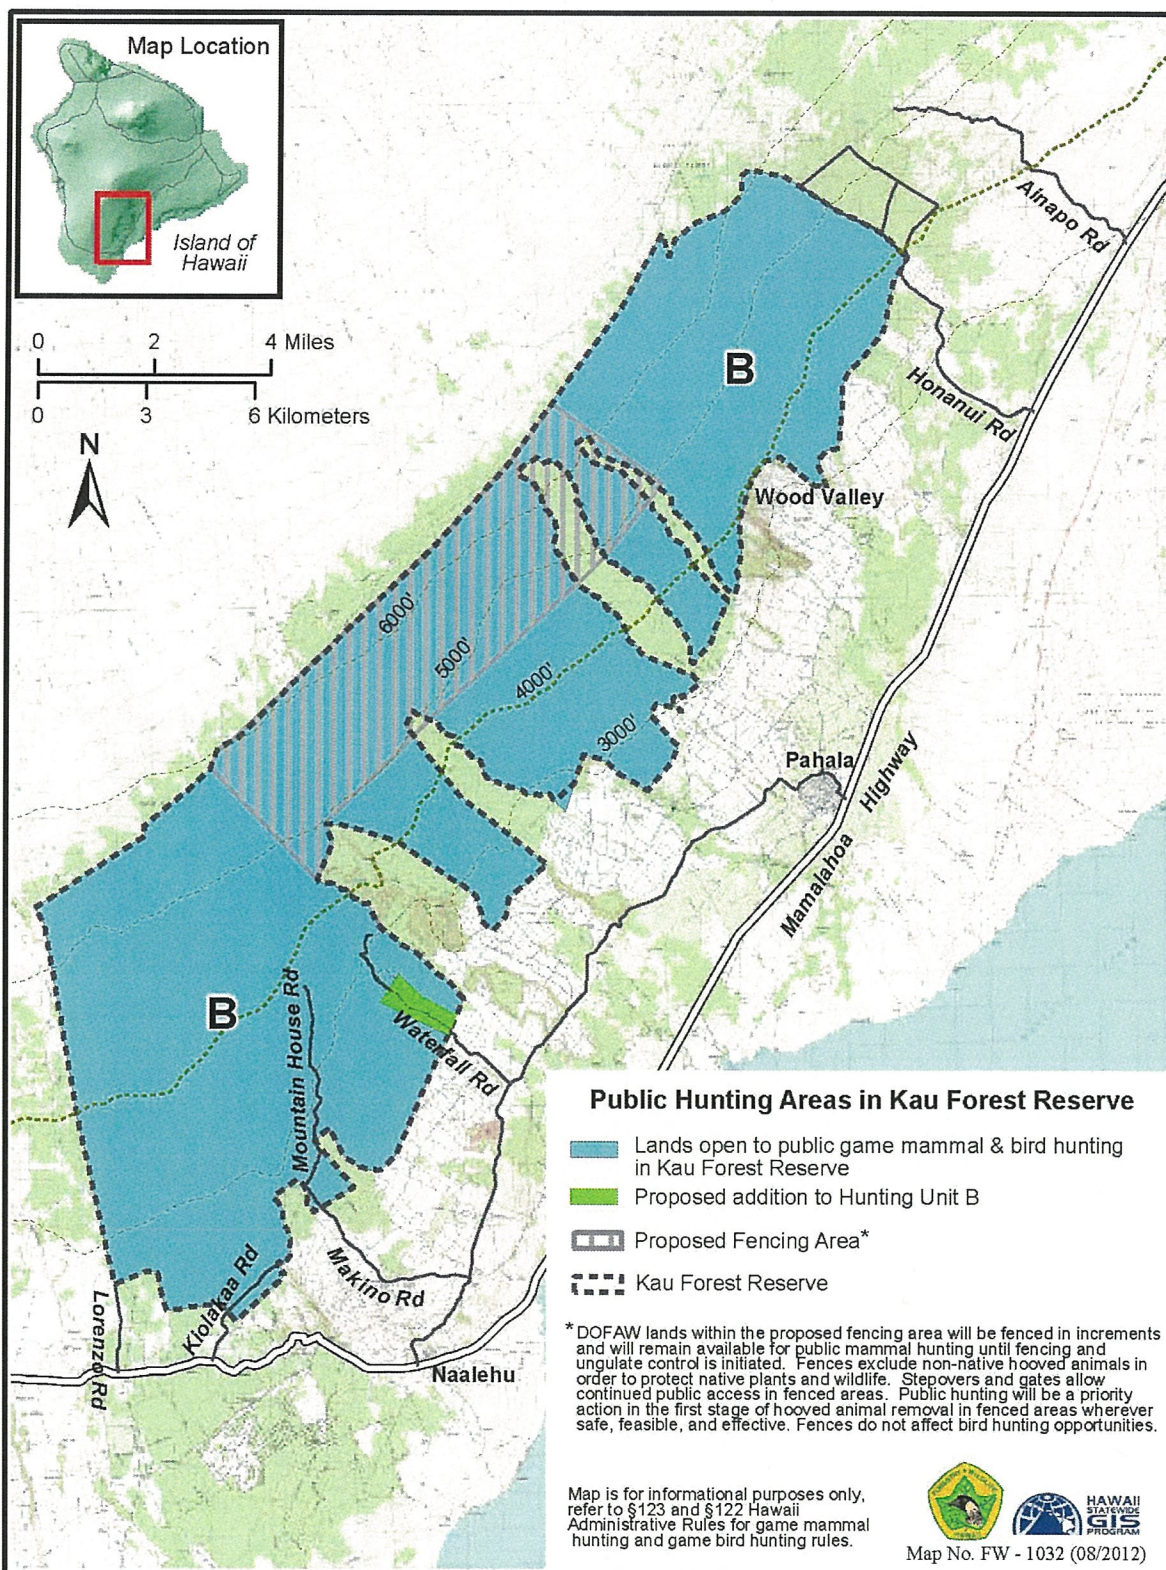 Map Location
Island of
Hawaii
0 2 4 Miles
0 3 6 Kilometers
N
Ainapo Rd
B
Honanui Rd
Wood Valley
6000'
5000'
4000'
3000'
Pahala
Mamalahoa Highway
B
Mountain House Rd
Waterfall Rd
Makino Rd
Kiolakaa Rd
Lorenzo Rd
Naalehu
Public Hunting Areas in Kau Forest Reserve
Lands open to public game mammal & bird hunting
in Kau Forest Reserve
Proposed addition to Hunting Unit B
Proposed Fencing Area*
Kau Forest Reserve
* DOFAW lands within the proposed fencing area will be fenced in increments
and will remain available for public mammal hunting until fencing and
ungulate control is initiated. Fences exclude non-native hooved animals in
order to protect native plants and wildlife. Stepovers and gates allow
continued public access in fenced areas. Public hunting will be a priority
action in the first stage of hooved animal removal in fenced areas wherever
safe, feasible, and effective. Fences do not affect bird hunting opportunities.
Map is for informational purposes only,
refer to §123 and §122 Hawaii
Administrative Rules for game mammal
hunting and game bird hunting rules.
HAWAII
STATEWIDE
GIS
PROGRAM
Map No. FW - 1032 (08/2012)